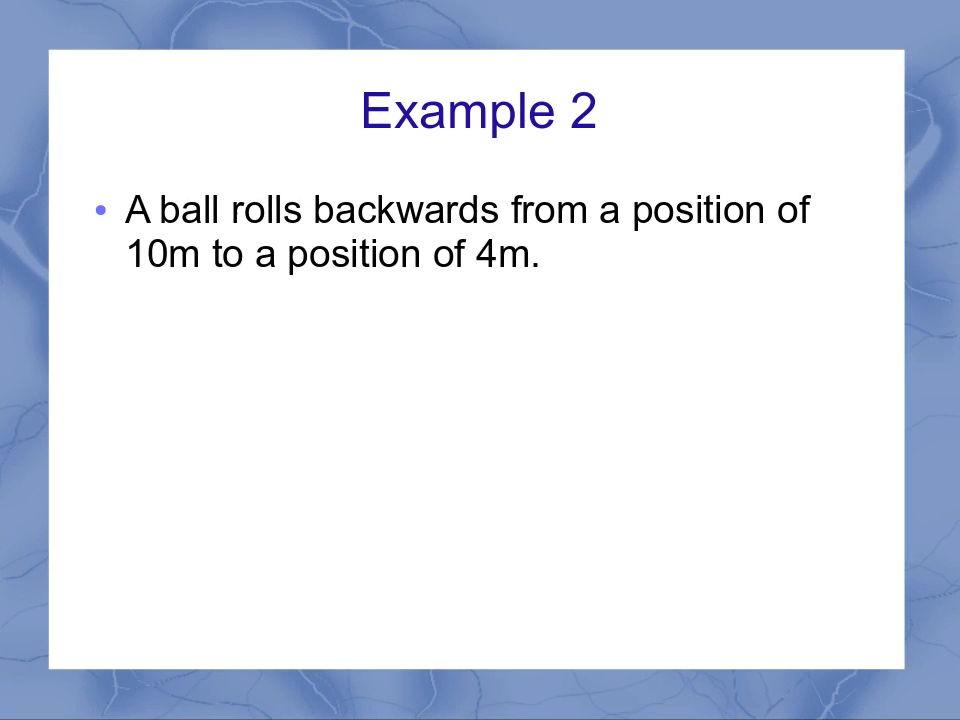 Example 2
• A ball rolls backwards from a position of
10m to a position of 4m.